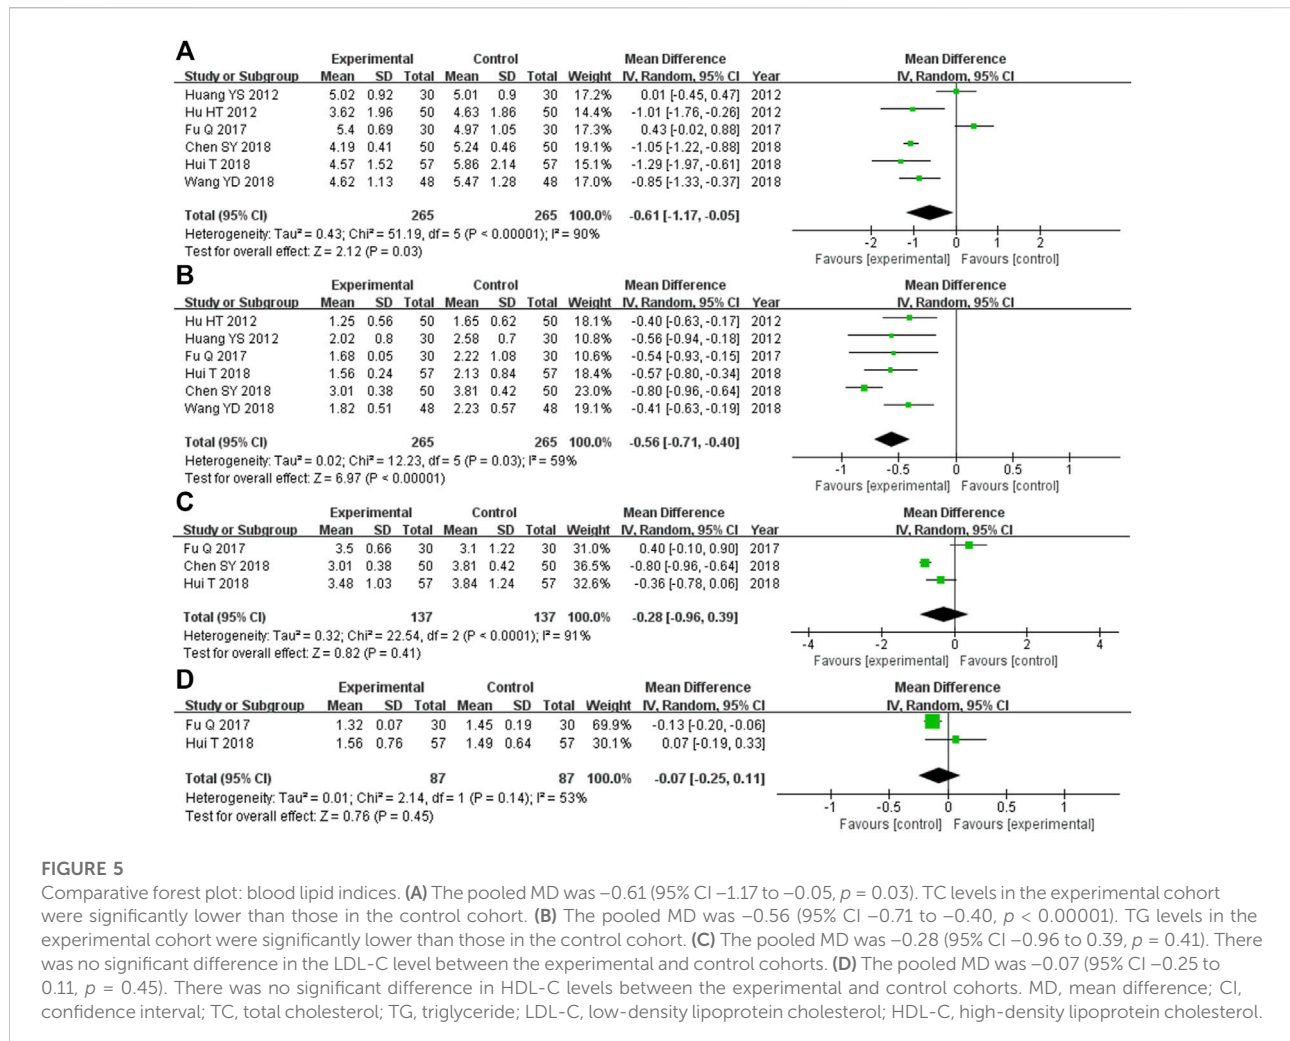 A
Experimental Control Mean Difference Mean Difference
Study or Subgroup Mean SD Total Mean SD Total Weight IV, Random, 95% CI Year IV, Random, 95% CI
Huang YS 2012 5.02 0.92 30 5.01 0.9 30 17.2% 0.01 [-0.45, 0.47] 2012
Hu HT 2012 3.62 1.96 50 4.63 1.86 50 14.4% -1.01 [-1.76, -0.26] 2012
Fu Q 2017 5.4 0.69 30 4.97 1.05 30 17.3% 0.43 [-0.02, 0.88] 2017
Chen SY 2018 4.19 0.41 50 5.24 0.46 50 19.1% -1.05 [-1.22, -0.88] 2018
Hui T 2018 4.57 1.52 57 5.86 2.14 57 15.1% -1.29 [-1.97, -0.61] 2018
Wang YD 2018 4.62 1.13 48 5.47 1.28 48 17.0% -0.85 [-1.33, -0.37] 2018
Total (95% CI) 265 265 100.0% -0.61 [-1.17, -0.05]
Heterogeneity: Tau² = 0.43; Chi² = 51.19, df = 5 (P < 0.00001); I² = 90%
Test for overall effect: Z = 2.12 (P = 0.03)
-2 -1 0 1 2
Favours [experimental] Favours [control]
B
Experimental Control Mean Difference Mean Difference
Study or Subgroup Mean SD Total Mean SD Total Weight IV, Random, 95% CI Year IV, Random, 95% CI
Hu HT 2012 1.25 0.56 50 1.65 0.62 50 18.1% -0.40 [-0.63, -0.17] 2012
Huang YS 2012 2.02 0.8 30 2.58 0.7 30 10.8% -0.56 [-0.94, -0.18] 2012
Fu Q 2017 1.68 0.05 30 2.22 1.08 30 10.6% -0.54 [-0.93, -0.15] 2017
Hui T 2018 1.56 0.24 57 2.13 0.84 57 18.4% -0.57 [-0.80, -0.34] 2018
Chen SY 2018 3.01 0.38 50 3.81 0.42 50 23.0% -0.80 [-0.96, -0.64] 2018
Wang YD 2018 1.82 0.51 48 2.23 0.57 48 19.1% -0.41 [-0.63, -0.19] 2018
Total (95% CI) 265 265 100.0% -0.56 [-0.71, -0.40]
Heterogeneity: Tau² = 0.02; Chi² = 12.23, df = 5 (P = 0.03); I² = 59%
Test for overall effect: Z = 6.97 (P < 0.00001)
-1 -0.5 0 0.5 1
Favours [experimental] Favours [control]
C
Experimental Control Mean Difference Mean Difference
Study or Subgroup Mean SD Total Mean SD Total Weight IV, Random, 95% CI Year IV, Random, 95% CI
Fu Q 2017 3.5 0.66 30 3.1 1.22 30 31.0% 0.40 [-0.10, 0.90] 2017
Chen SY 2018 3.01 0.38 50 3.81 0.42 50 36.5% -0.80 [-0.96, -0.64] 2018
Hui T 2018 3.48 1.03 57 3.84 1.24 57 32.6% -0.36 [-0.78, 0.06] 2018
Total (95% CI) 137 137 100.0% -0.28 [-0.96, 0.39]
Heterogeneity: Tau² = 0.32; Chi² = 22.54, df = 2 (P < 0.0001); I² = 91%
Test for overall effect: Z = 0.82 (P = 0.41)
-4 -2 0 2 4
Favours [experimental] Favours [control]
D
Experimental Control Mean Difference Mean Difference
Study or Subgroup Mean SD Total Mean SD Total Weight IV, Random, 95% CI IV, Random, 95% CI
Fu Q 2017 1.32 0.07 30 1.45 0.19 30 69.9% -0.13 [-0.20, -0.06]
Hui T 2018 1.56 0.76 57 1.49 0.64 57 30.1% 0.07 [-0.19, 0.33]
Total (95% CI) 87 87 100.0% -0.07 [-0.25, 0.11]
Heterogeneity: Tau² = 0.01; Chi² = 2.14, df = 1 (P = 0.14); I² = 53%
Test for overall effect: Z = 0.76 (P = 0.45)
-1 -0.5 0 0.5 1
Favours [control] Favours [experimental]
FIGURE 5
Comparative forest plot: blood lipid indices. (A) The pooled MD was −0.61 (95% CI −1.17 to −0.05, p = 0.03). TC levels in the experimental cohort
were significantly lower than those in the control cohort. (B) The pooled MD was −0.56 (95% CI −0.71 to −0.40, p < 0.00001). TG levels in the
experimental cohort were significantly lower than those in the control cohort. (C) The pooled MD was −0.28 (95% CI −0.96 to 0.39, p = 0.41). There
was no significant difference in the LDL-C level between the experimental and control cohorts. (D) The pooled MD was −0.07 (95% CI −0.25 to
0.11, p = 0.45). There was no significant difference in HDL-C levels between the experimental and control cohorts. MD, mean difference; CI,
confidence interval; TC, total cholesterol; TG, triglyceride; LDL-C, low-density lipoprotein cholesterol; HDL-C, high-density lipoprotein cholesterol.